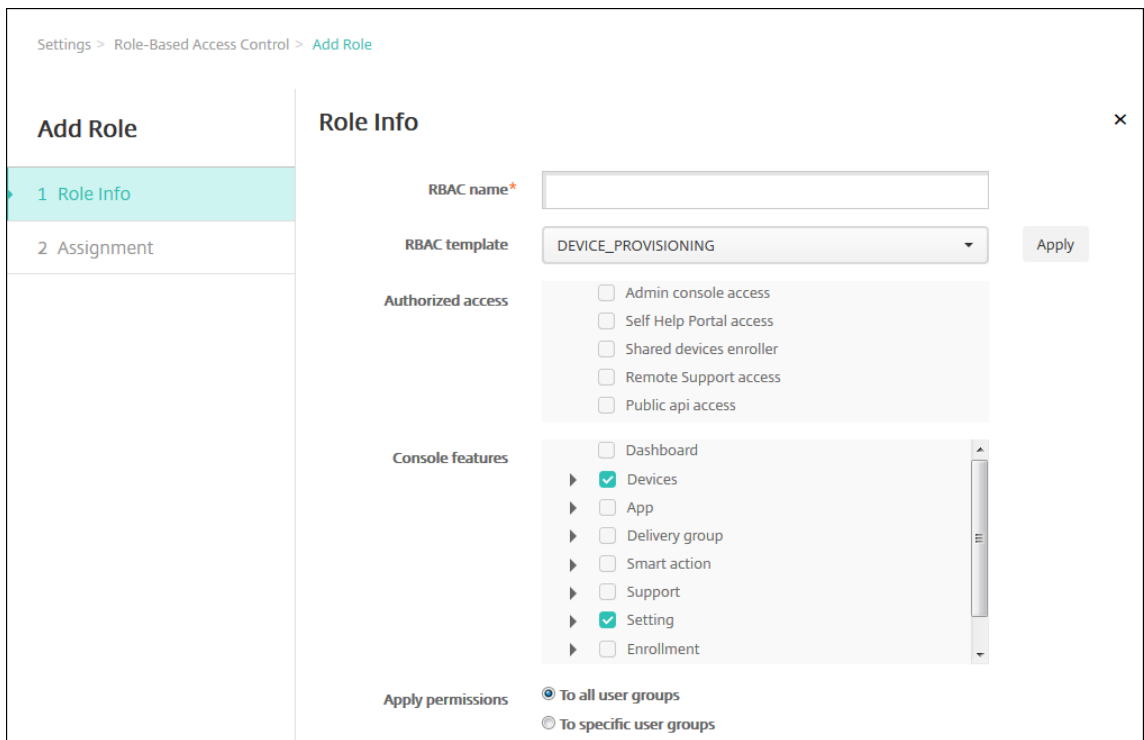 Settings > Role-Based Access Control > Add Role
Add Role
1 Role Info
2 Assignment
Role Info
×
RBAC name*
RBAC template
DEVICE_PROVISIONING
Apply
Authorized access
Admin console access
Self Help Portal access
Shared devices enroller
Remote Support access
Public api access
Console features
Dashboard
Devices
App
Delivery group
Smart action
Support
Setting
Enrollment
Apply permissions
To all user groups
To specific user groups